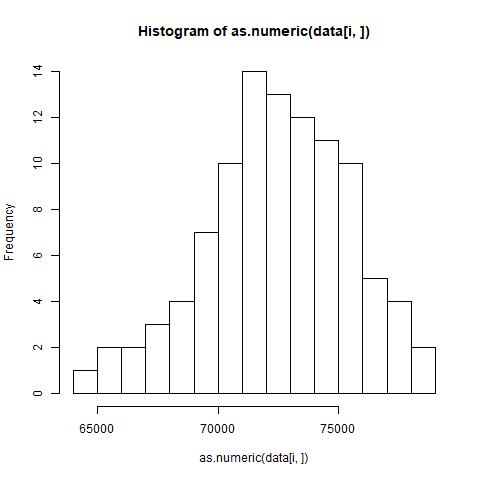 Histogram of as.numeric(data[i, ])
Frequency
14
12
10
8
6
4
2
0
65000 70000 75000
as.numeric(data[i, ])